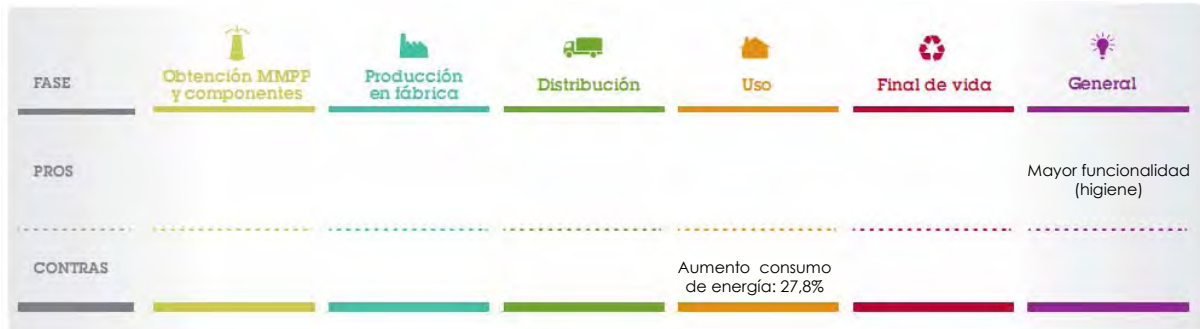 FASE
Obtención MMPP
y componentes
Producción
en fábrica
Distribución
Uso
Final de vida
General
PROS
Mayor funcionalidad
(higiene)
CONTRAS
Aumento consumo
de energía: 27,8%